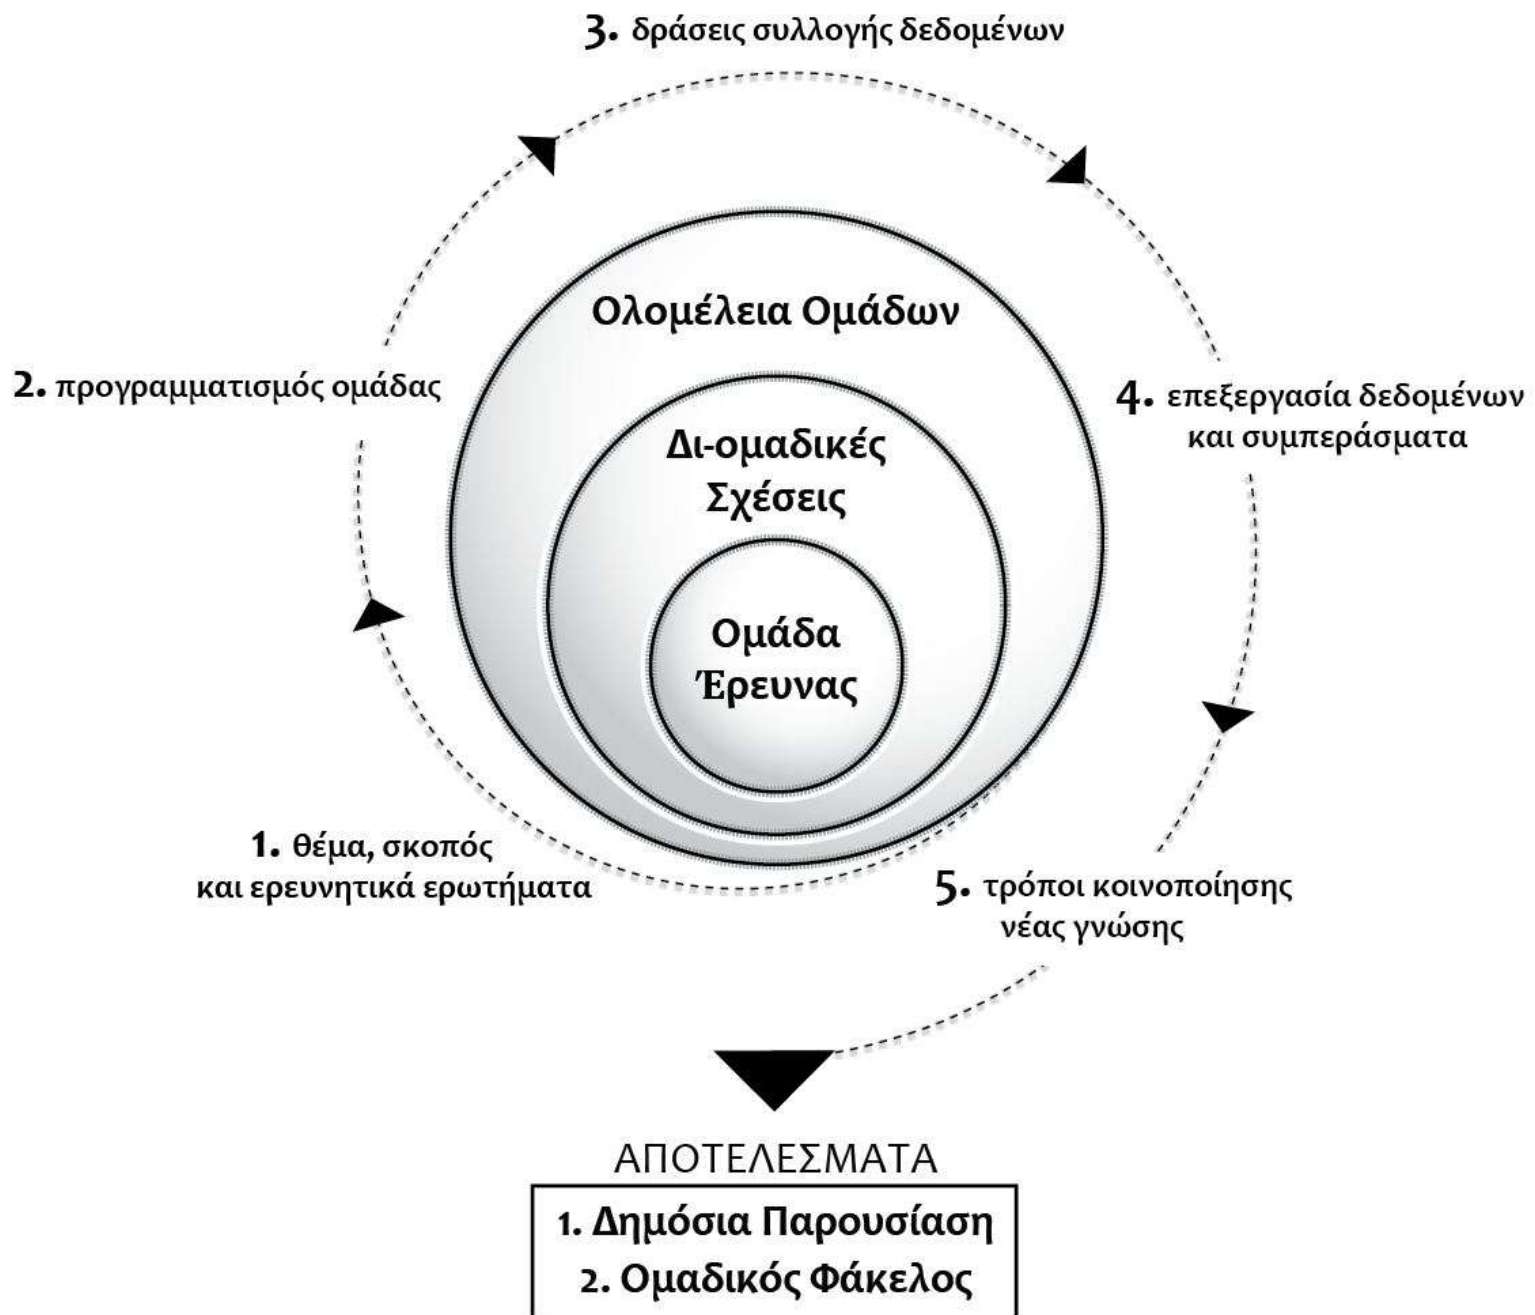 3. δράσεις συλλογής δεδομένων
Ολομέλεια Ομάδων
2. προγραμματισμός ομάδας
4. επεξεργασία δεδομένων
και συμπεράσματα
Δι-ομαδικές
Σχέσεις
Ομάδα
Έρευνας
1. θέμα, σκοπός
και ερευνητικά ερωτήματα
5. τρόποι κοινοποίησης
νέας γνώσης
ΑΠΟΤΕΛΕΣΜΑΤΑ
1. Δημόσια Παρουσίαση
2. Ομαδικός Φάκελος